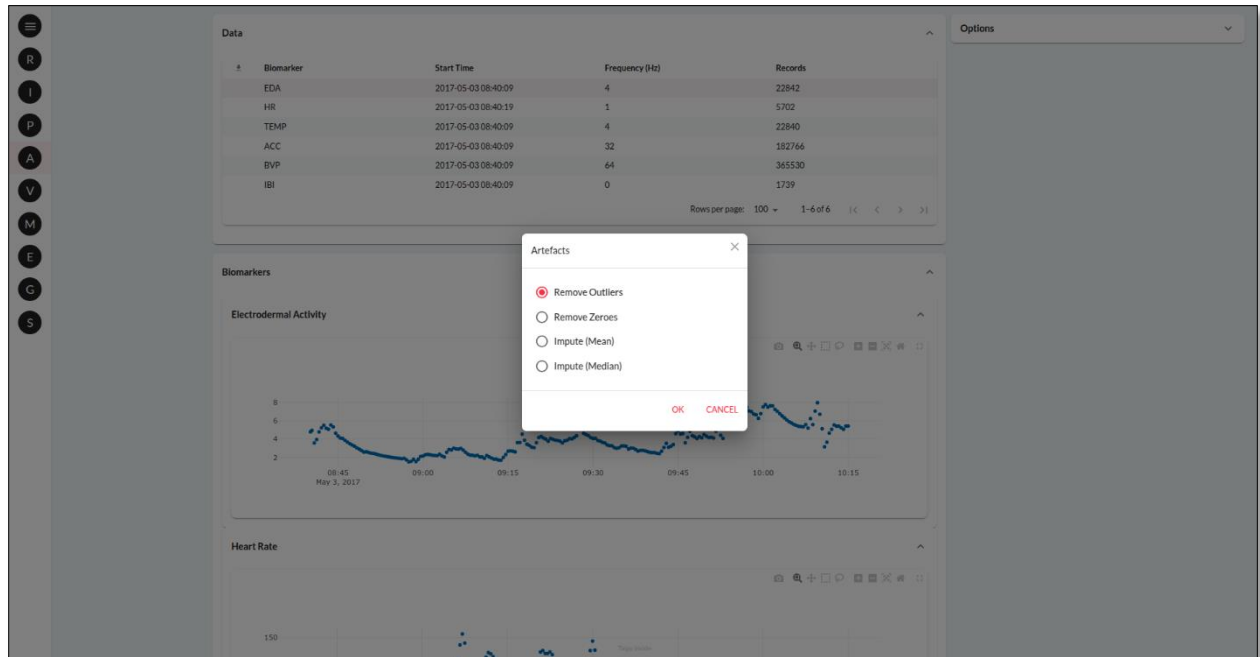 Data
Options
Biomarker Start Time Frequency (Hz) Records
EDA 2017-05-03 08:40:09 4 22842
HR 2017-05-03 08:40:19 1 5702
TEMP 2017-05-03 08:40:09 4 22840
ACC 2017-05-03 08:40:09 32 182766
BVP 2017-05-03 08:40:09 64 365530
IBI 2017-05-03 08:40:09 0 1739
Rows per page: 100 1-6 of 6
R
I
P
A
V
M
E
G
S
Artefacts
Remove Outliers
Remove Zeroes
Impute (Mean)
Impute (Median)
OK CANCEL
Biomarkers
Electrodermal Activity
8
6
4
2
08:45 09:00 09:15 09:30 09:45 10:00 10:15
May 3, 2017
Heart Rate
150